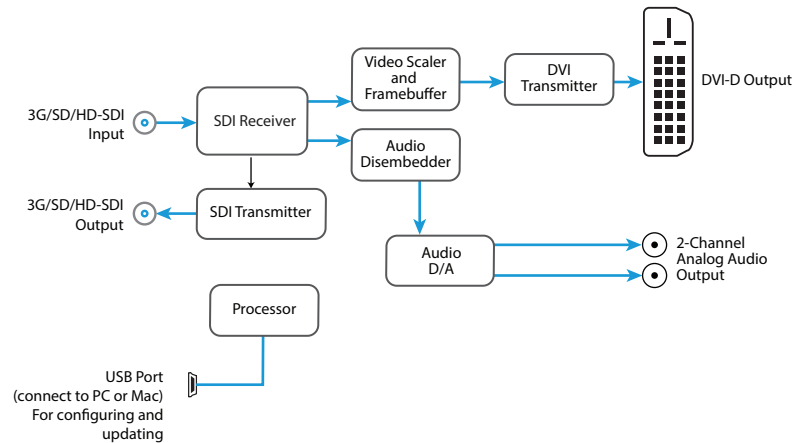 3G/SD/HD-SDI
Input
SDI Receiver
Video Scaler
and
Framebuffer
DVI
Transmitter
DVI-D Output
Audio
Disembedder
3G/SD/HD-SDI
Output
SDI Transmitter
Audio
D/A
2-Channel
Analog Audio
Output
Processor
USB Port
(connect to PC or Mac)
For configuring and
updating